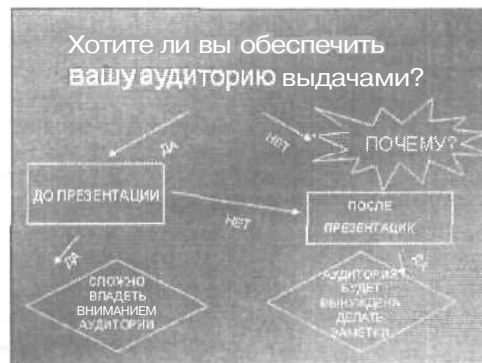 Хотите ли вы обеспечить
вашу аудиторию выдачами?
ДА
НЕТ
ПОЧЕМУ?
ДО ПРЕЗЕНТАЦИИ
НЕТ
ПОСЛЕ
ПРЕЗЕНТАЦИИ
ДА
ДА
СЛОЖНО
ВЛАДЕТЬ
ВНИМАНИЕМ
АУДИТОРИИ
АУДИТОРИЯ
БУДЕТ
ВЫНУЖДЕНА
ДЕЛАТЬ
ЗАМЕТКИ